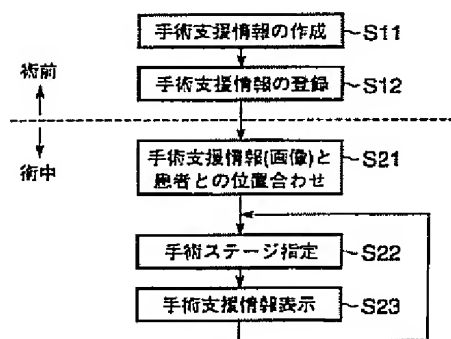 手術支援情報の作成 S11
術前
手術支援情報の登録 S12
術中
手術支援情報(画像)と
患者との位置合わせ S21
手術ステージ指定 S22
手術支援情報表示 S23